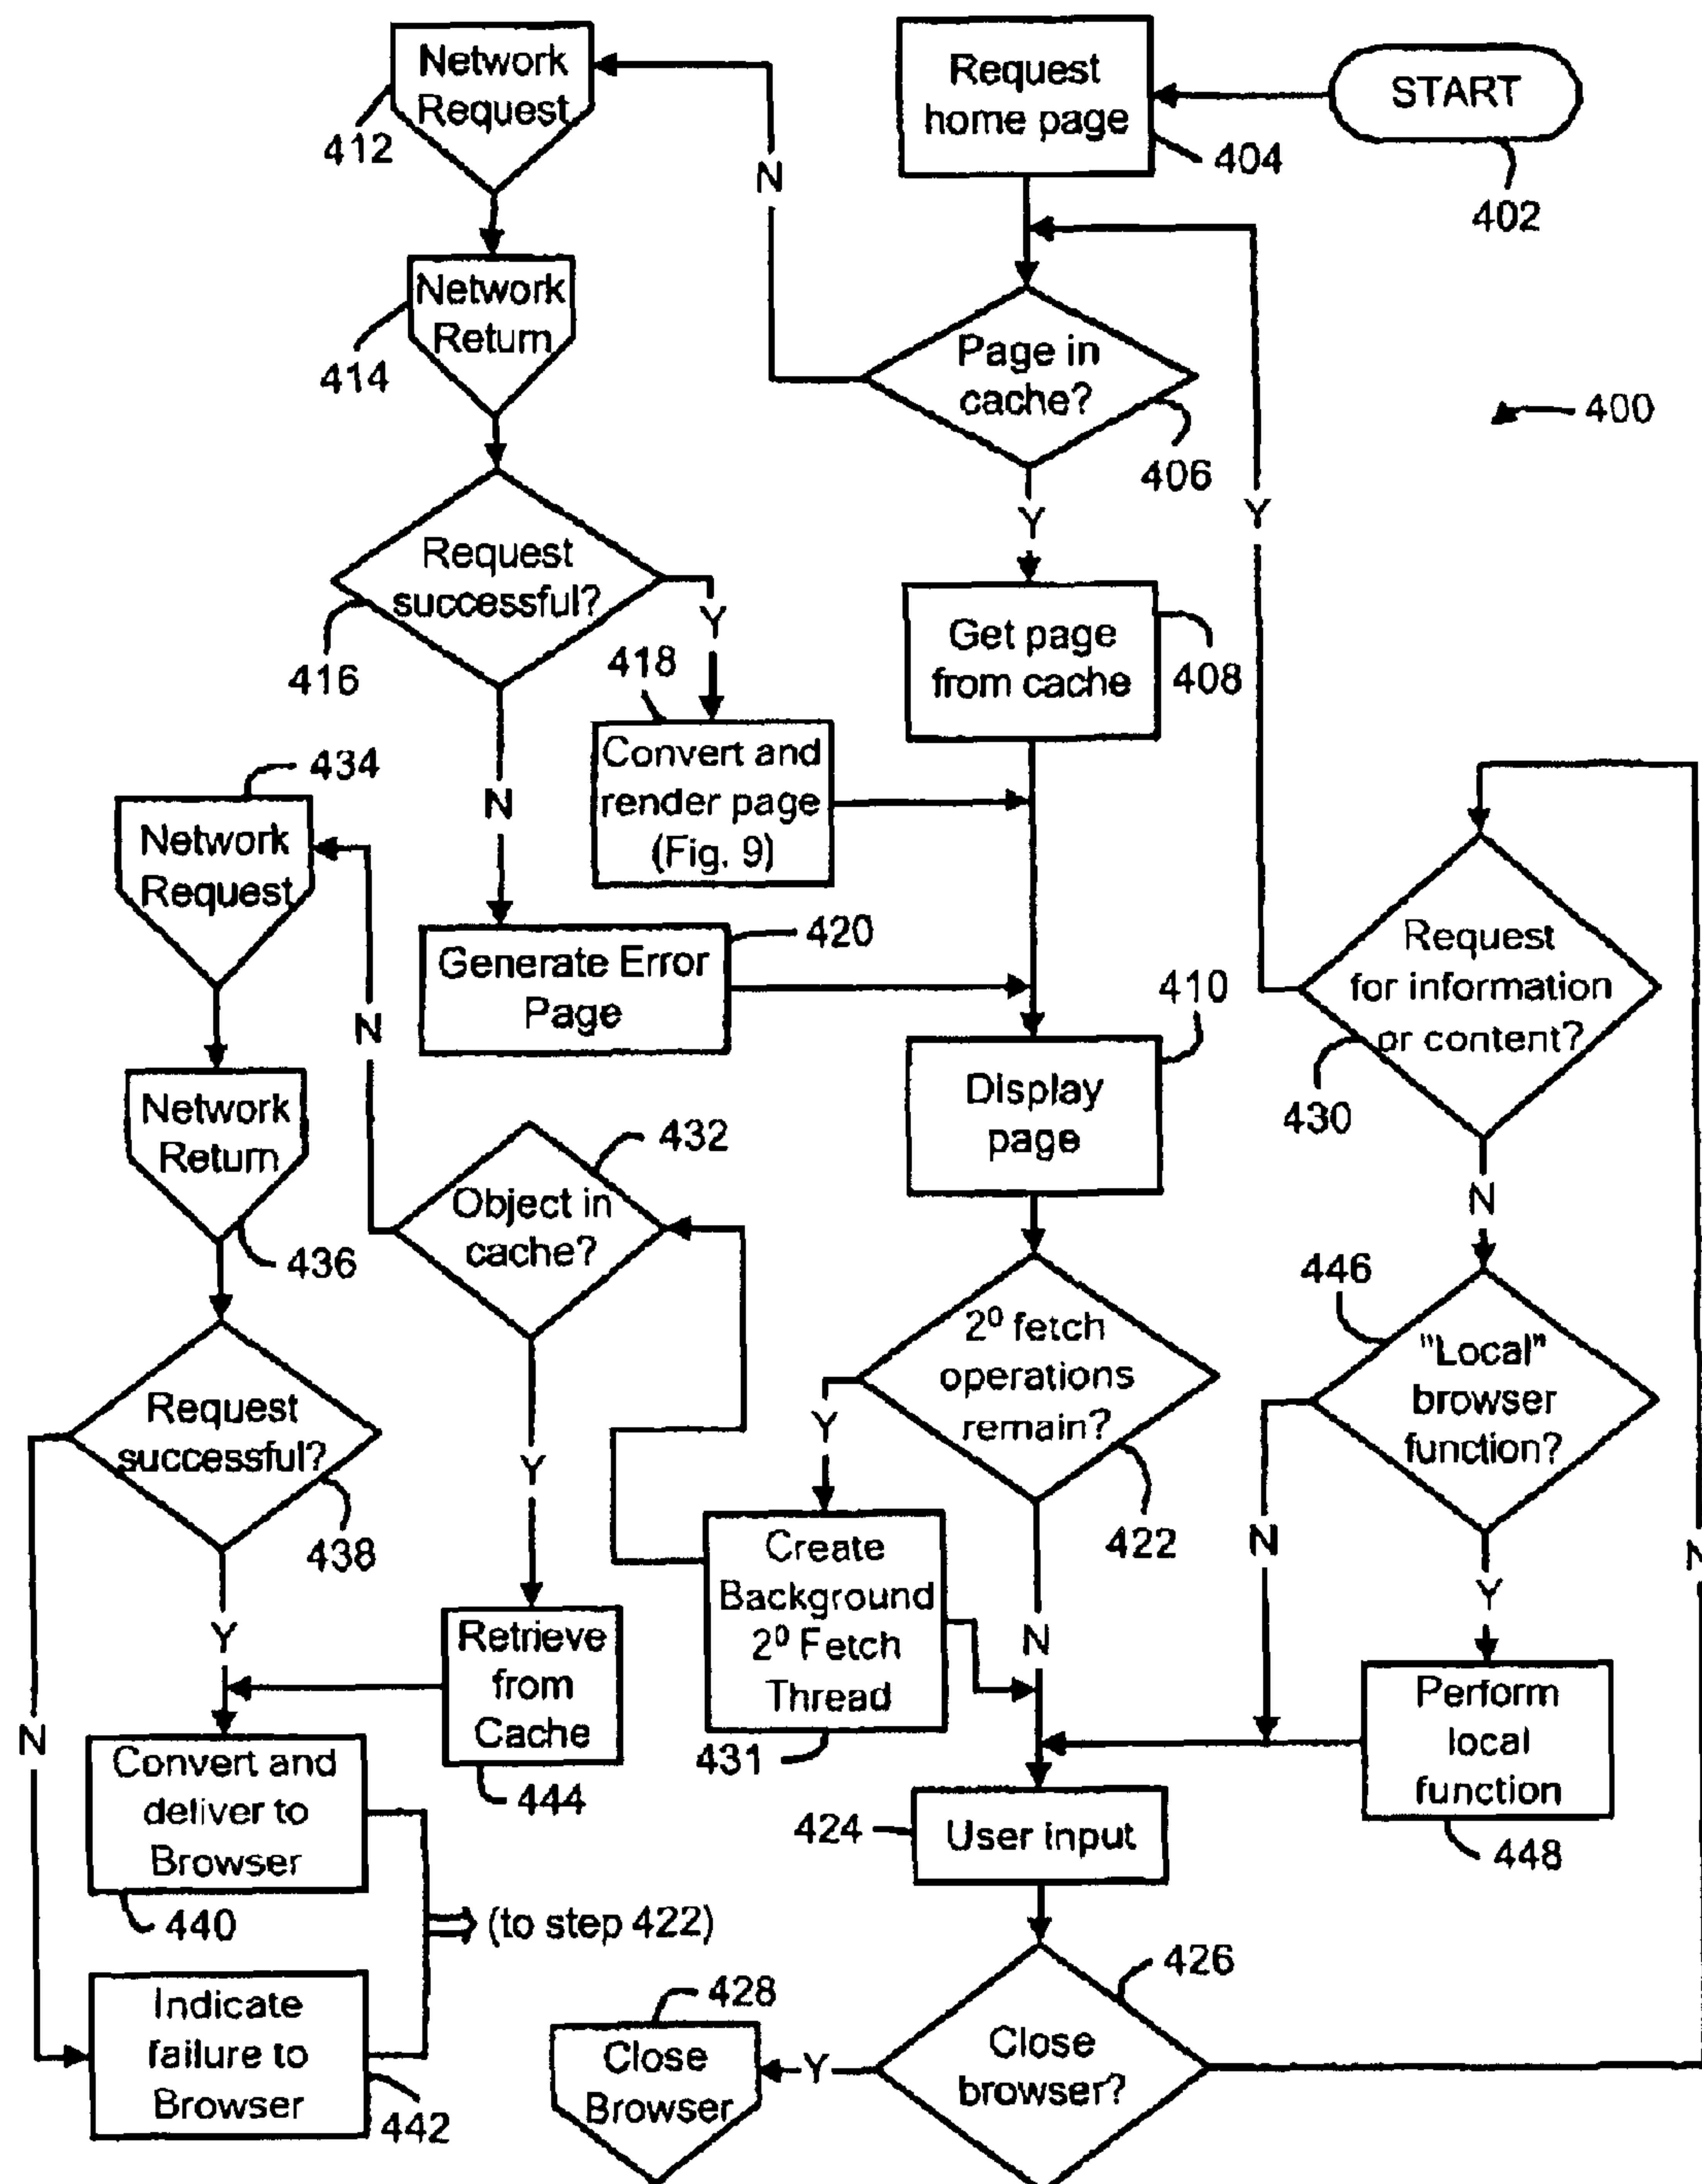 Network
Request
412
Request
home page
404
START
402
N
Network
Return
414
Page in
cache?
406
400
Y
Y
Request
successful?
416
Y
418
Get page
from cache
408
N
Convert and
render page
(Fig. 9)
434
Network
Request
Generate Error
Page
420
N
410
Request
for information
or content?
430
Display
page
Network
Return
436
432
Object in
cache?
N
446
"Local"
browser
function?
2⁰ fetch
operations
remain?
422
Y
Request
successful?
438
Y
N
N
Y
Create
Background
2⁰ Fetch
Thread
431
N
Y
Retrieve
from
Cache
444
Perform
local
function
448
N
N
Convert and
deliver to
Browser
440
424
User input
(to step 422)
426
428
Indicate
failure to
Browser
442
Close
Browser
Y
Close
browser?